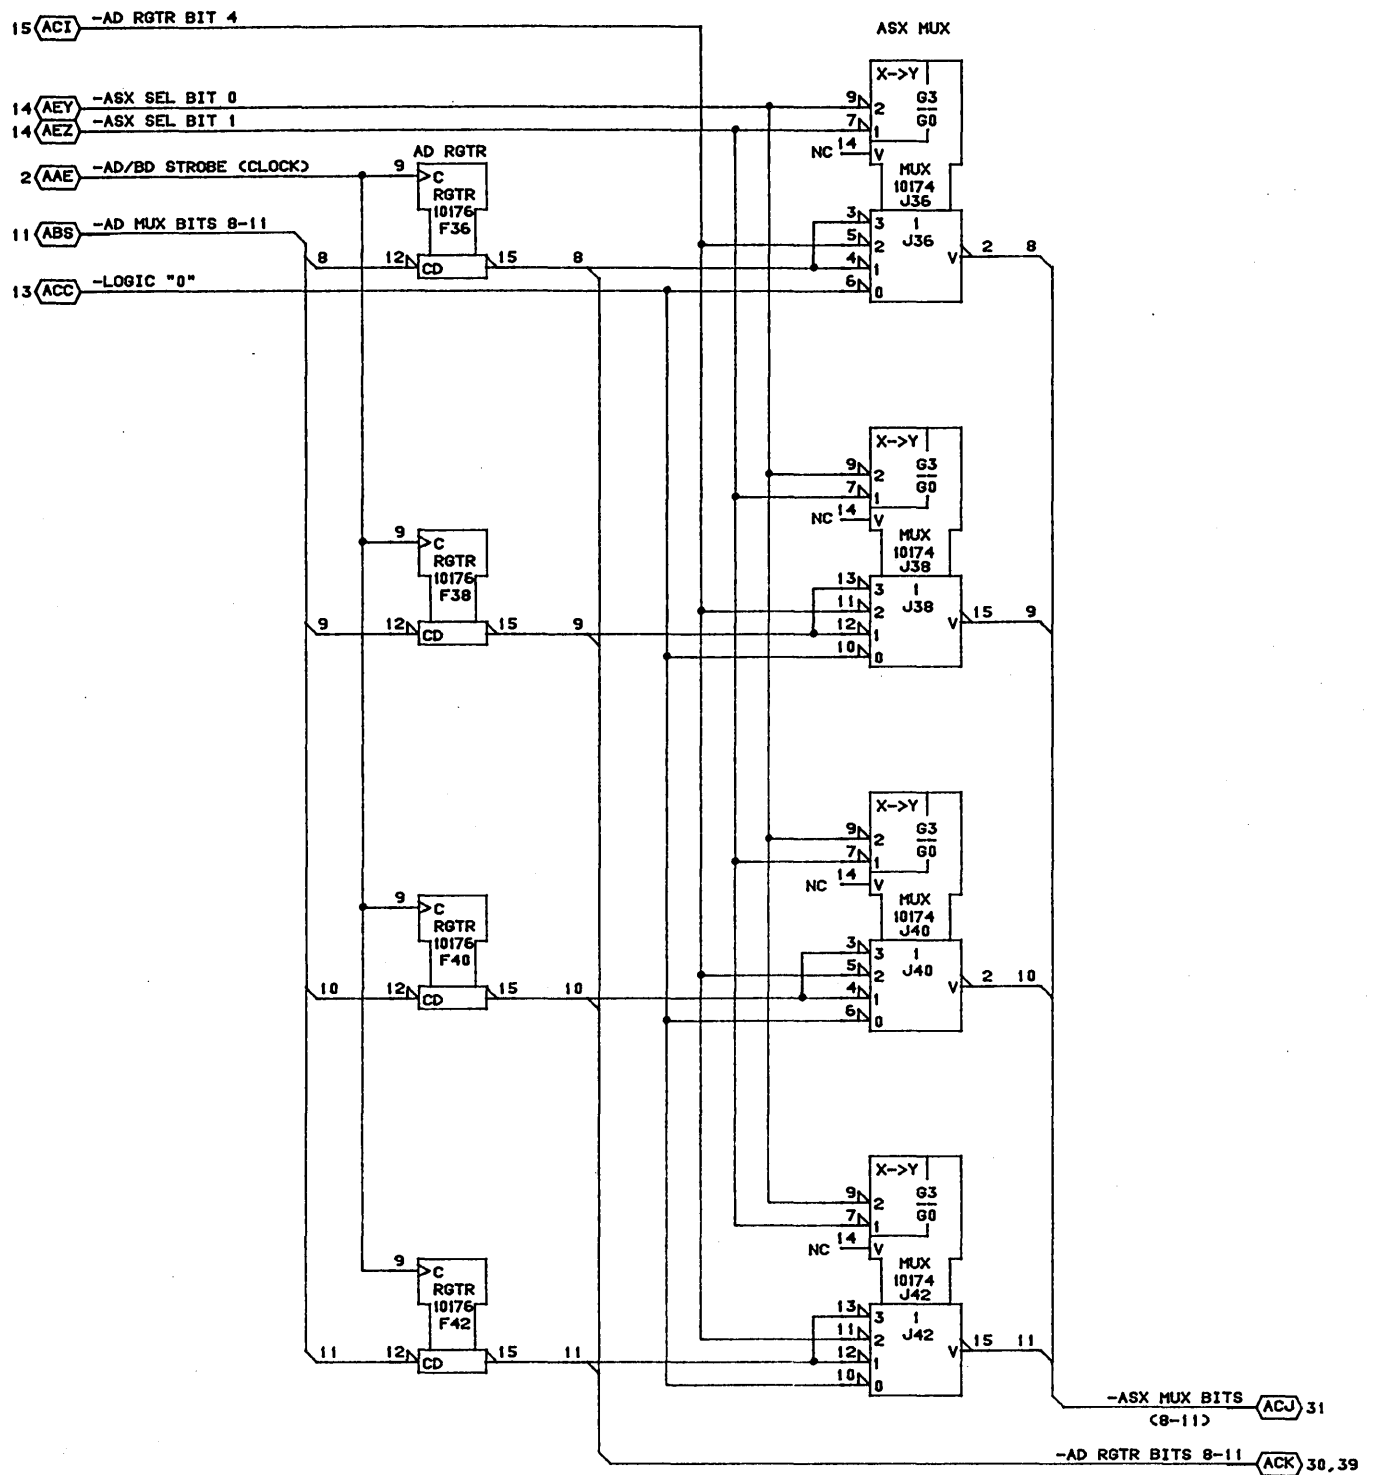 15 ACI -AD RGTR BIT 4
ASX MUX
14 AEY -ASX SEL BIT 0
14 AEZ -ASX SEL BIT 1
2 AAE -AD/BD STROBE (CLOCK)
11 ABS -AD MUX BITS 8-11
13 ACC -LOGIC "0"
AD RGTR
9 C
RGTR
10176
F36
8 12 CD 15 8
X->Y
9 2 G3
7 1 G0
NC 14 V
MUX
10174
J36
3 3 1
5 2 J36
4 1 V 2 8
6 0
9 C
RGTR
10176
F38
9 12 CD 15 9
X->Y
9 2 G3
7 1 G0
NC 14 V
MUX
10174
J38
13 3 1
11 2 J38
12 1 V 15 9
10 0
9 C
RGTR
10176
F40
10 12 CD 15 10
X->Y
9 2 G3
7 1 G0
NC 14 V
MUX
10174
J40
3 3 1
5 2 J40
4 1 V 2 10
6 0
9 C
RGTR
10176
F42
11 12 CD 15 11
X->Y
9 2 G3
7 1 G0
NC 14 V
MUX
10174
J42
13 3 1
11 2 J42
12 1 V 15 11
10 0
-ASX MUX BITS ACJ 31
(8-11)
-AD RGTR BITS 8-11 ACK 30,39